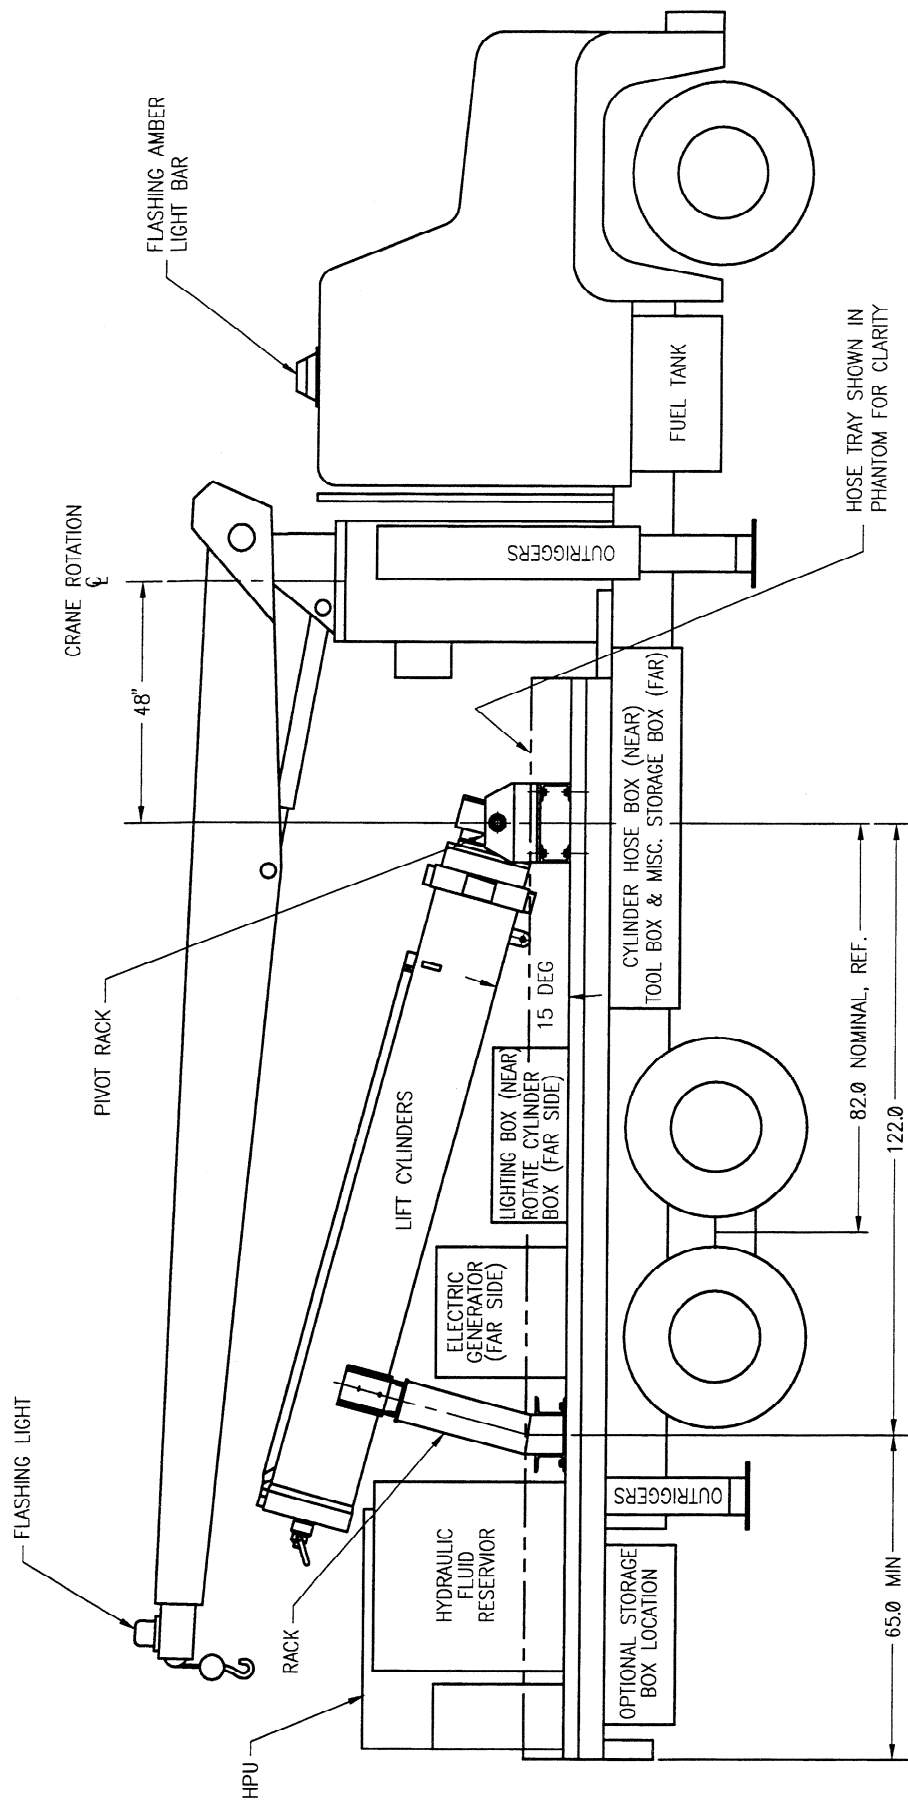 FLASHING LIGHT
PIVOT RACK
CRANE ROTATION
℄
48"
FLASHING AMBER
LIGHT BAR
HPU
RACK
HYDRAULIC
FLUID
RESERVIOR
ELECTRIC
GENERATOR
(FAR SIDE)
LIFT CYLINDERS
LIGHTING BOX (NEAR)
ROTATE CYLINDER
BOX (FAR SIDE)
15 DEG
OUTRIGGERS
OUTRIGGERS
OPTIONAL STORAGE
BOX LOCATION
CYLINDER HOSE BOX (NEAR)
TOOL BOX & MISC. STORAGE BOX (FAR)
FUEL TANK
HOSE TRAY SHOWN IN
PHANTOM FOR CLARITY
82.0 NOMINAL, REF.
65.0 MIN
122.0